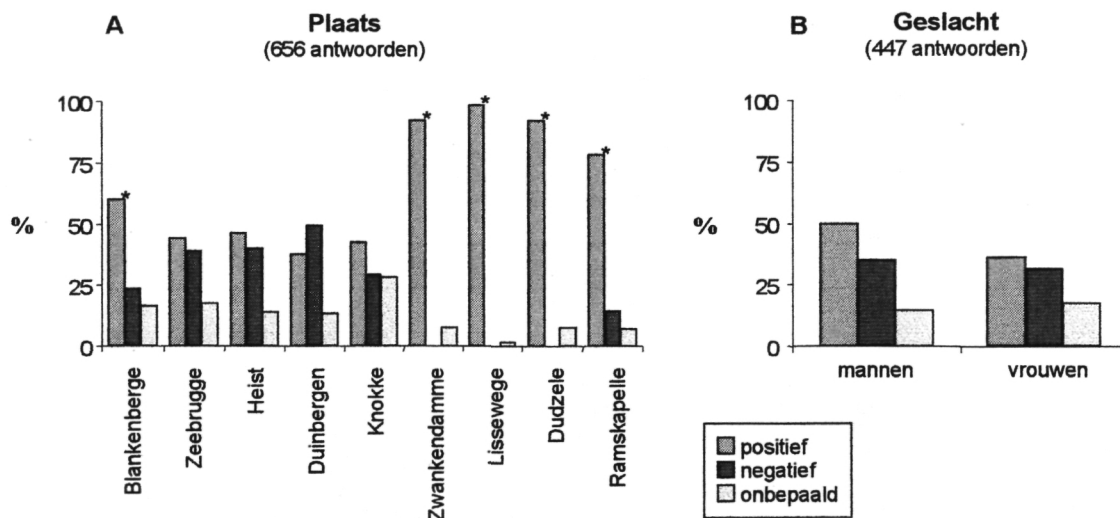 A
Plaats
(656 antwoorden)
100
75
%
50
25
0
*
*
*
*
*
Blankenberge
Zeebrugge
Heist
Duinbergen
Knokke
Zwankendamme
Lissewege
Dudzele
Ramskapelle
B
Geslacht
(447 antwoorden)
100
75
%
50
25
0
mannen
vrouwen
positief
negatief
onbepaald